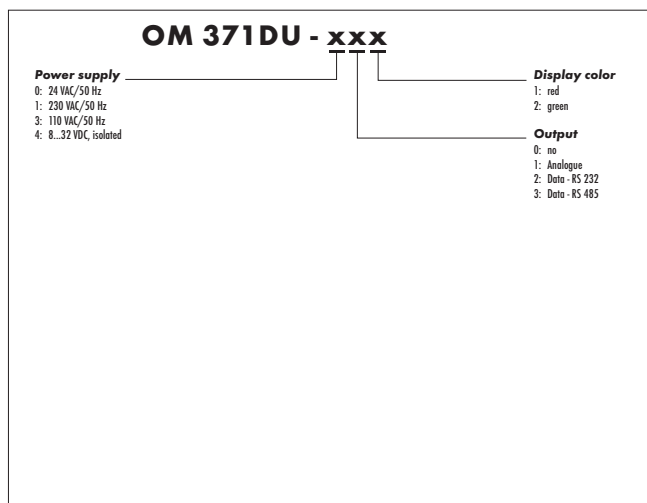 OM 371DU - xxx
Power supply
0: 24 VAC/50 Hz
1: 230 VAC/50 Hz
3: 110 VAC/50 Hz
4: 8...32 VDC, isolated
Display color
1: red
2: green
Output
0: no
1: Analogue
2: Data - RS 232
3: Data - RS 485